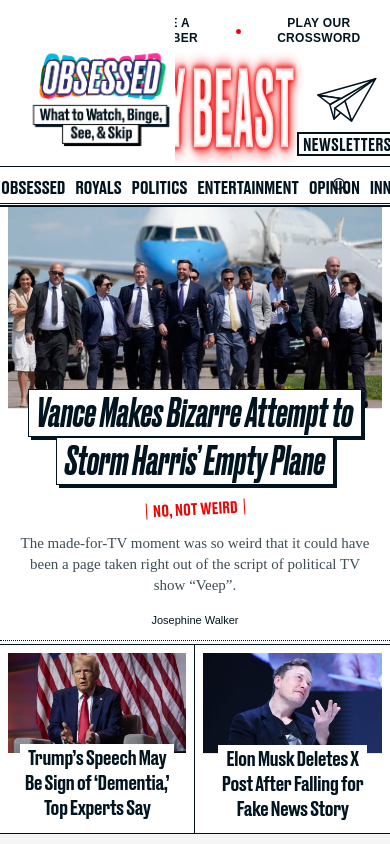 E A
BER
PLAY OUR
CROSSWORD
OBSESSED
What to Watch, Binge,
See, & Skip
Y BEAST
NEWSLETTERS
OBSESSED ROYALS POLITICS ENTERTAINMENT OPINION INN
Vance Makes Bizarre Attempt to
Storm Harris’ Empty Plane
NO, NOT WEIRD
The made-for-TV moment was so weird that it could have
been a page taken right out of the script of political TV
show “Veep”.
Josephine Walker
Trump’s Speech May
Be Sign of ‘Dementia,’
Top Experts Say
Elon Musk Deletes X
Post After Falling for
Fake News Story